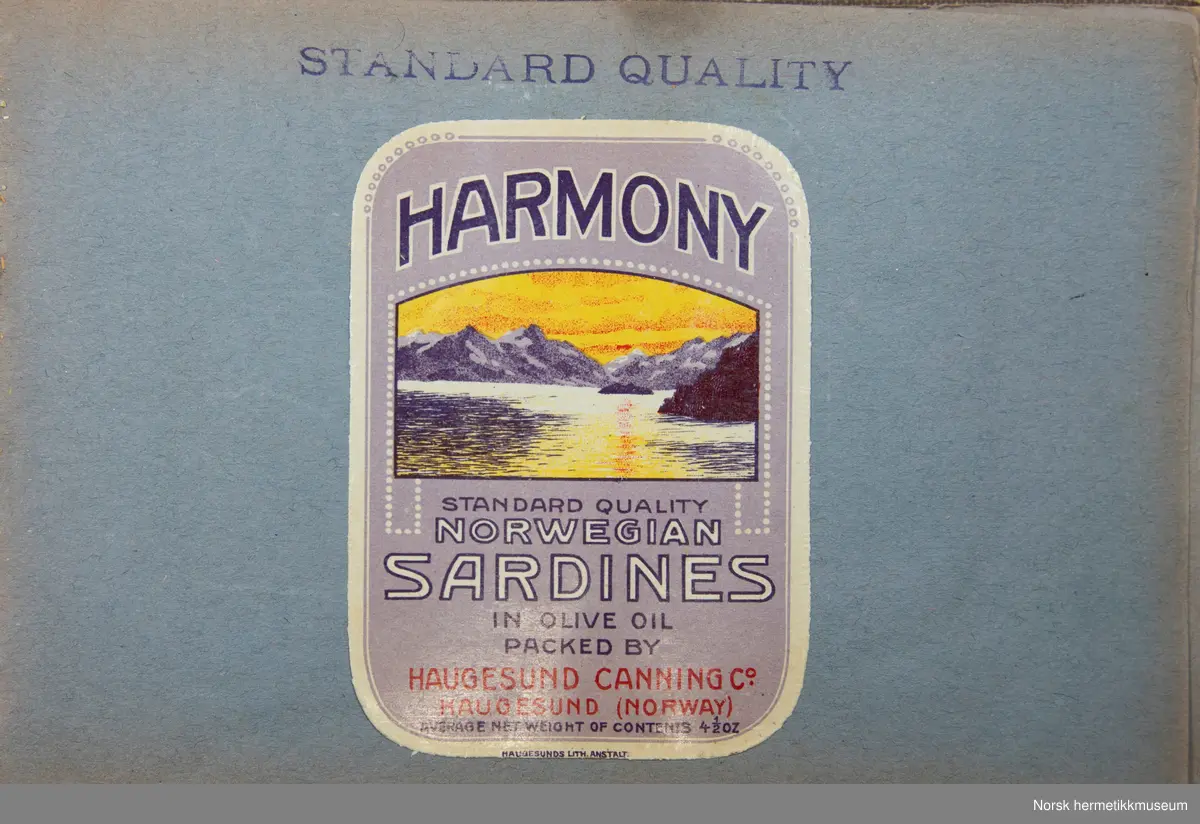 STANDARD QUALITY
HARMONY
STANDARD QUALITY
NORWEGIAN
SARDINES
IN OLIVE OIL
PACKED BY
HAUGESUND CANNING Cº
HAUGESUND (NORWAY)
AVERAGE NET WEIGHT OF CONTENTS 4½ OZ
HAUGESUNDS LITH. ANSTALT
Norsk hermetikkmuseum